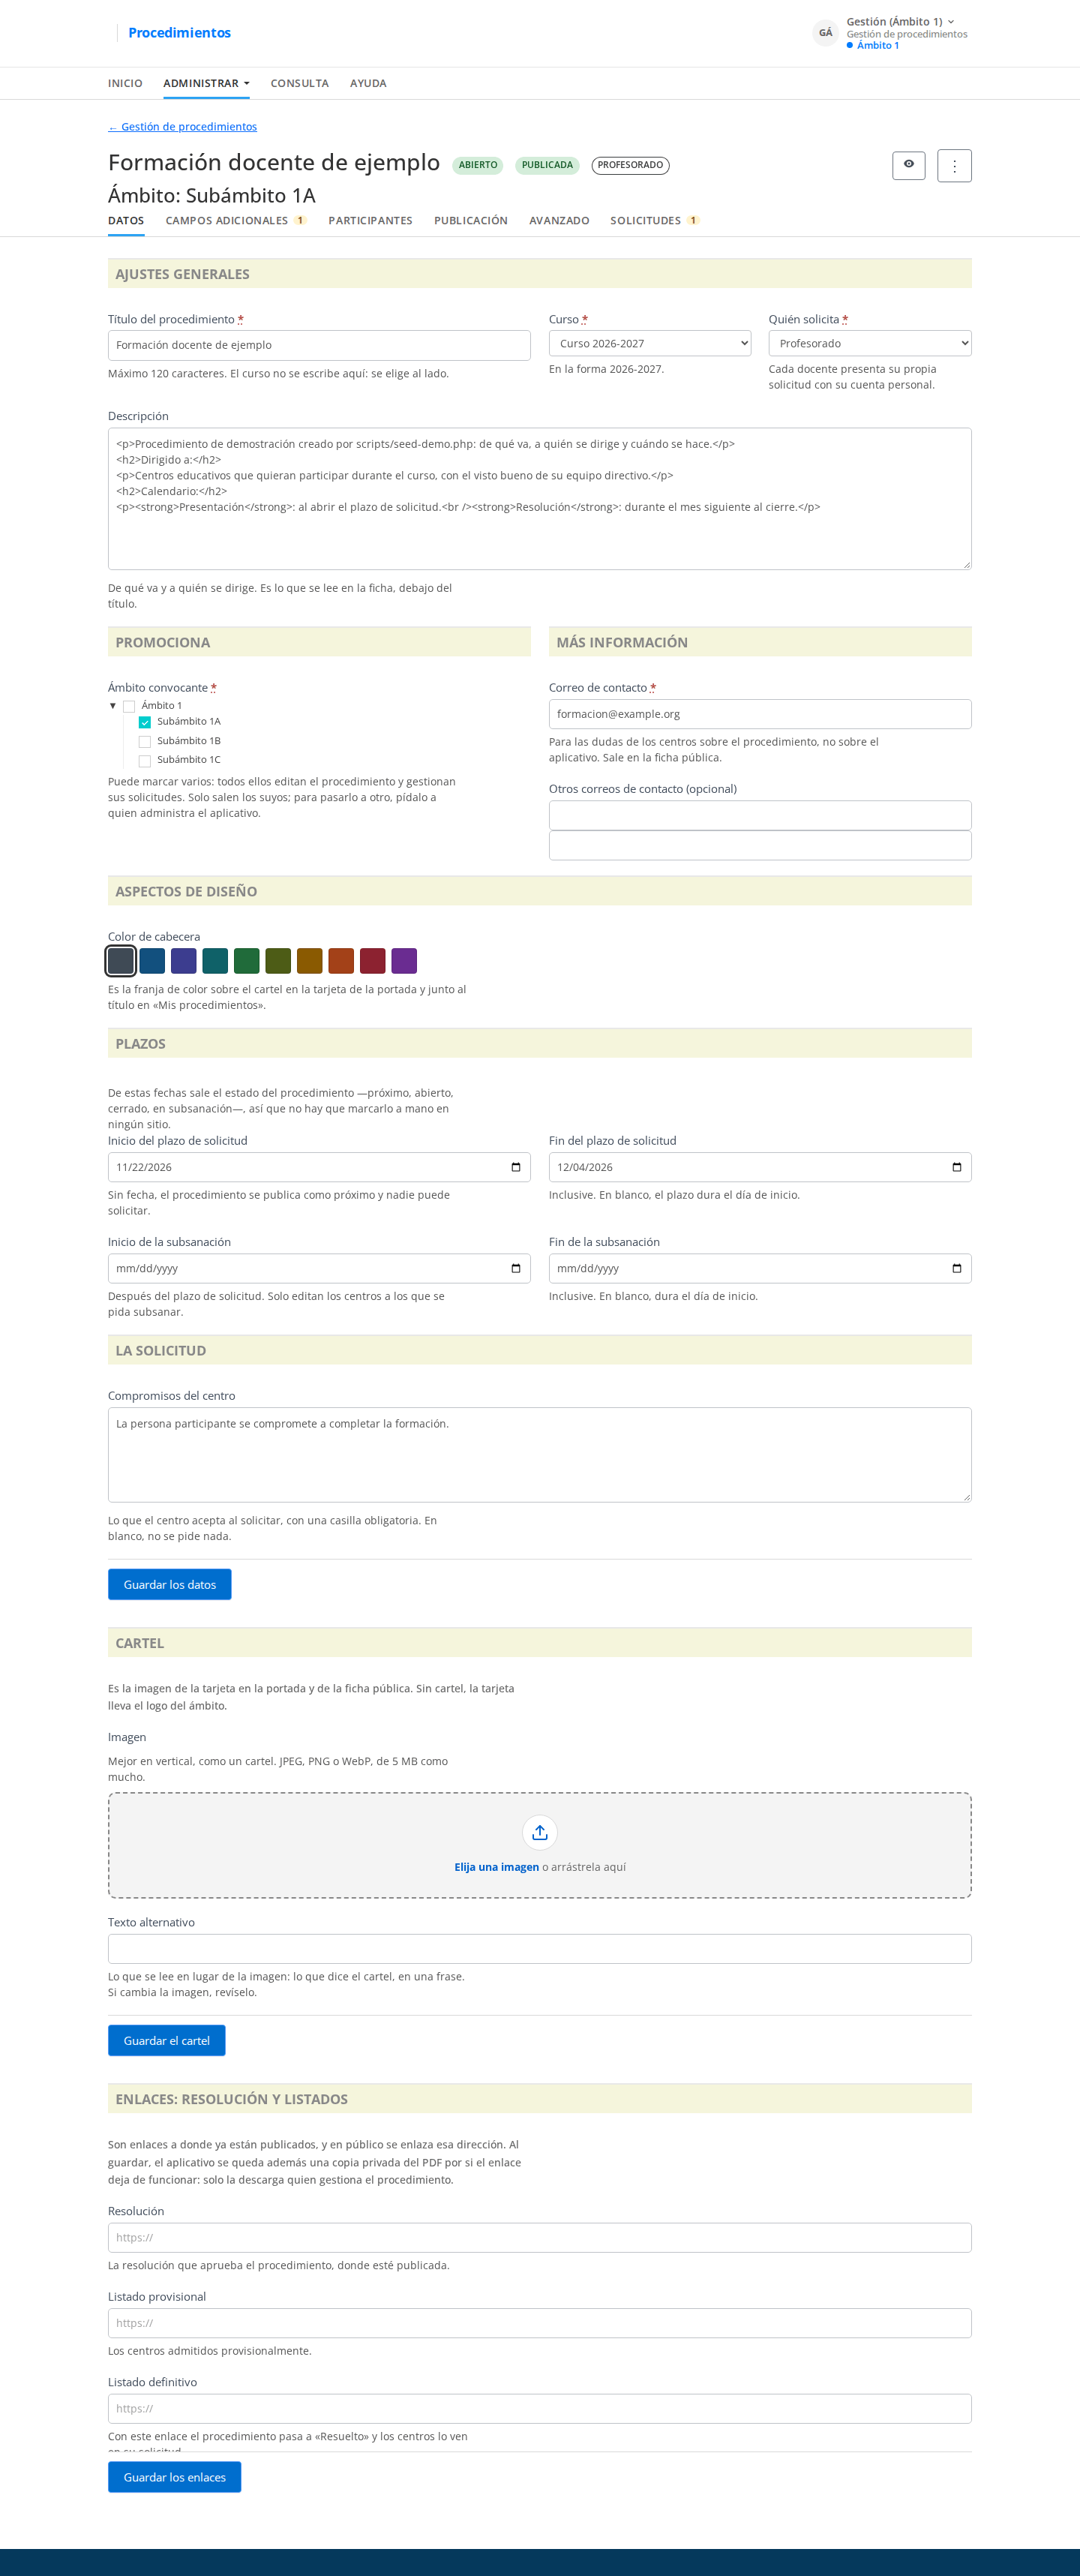 Procedimientos
GÁ
Gestión (Ámbito 1)
Gestión de procedimientos
Ámbito 1
INICIO ADMINISTRAR CONSULTA AYUDA
← Gestión de procedimientos
Formación docente de ejemplo ABIERTO PUBLICADA PROFESORADO
Ámbito: Subámbito 1A
DATOS CAMPOS ADICIONALES 1 PARTICIPANTES PUBLICACIÓN AVANZADO SOLICITUDES 1
AJUSTES GENERALES
Título del procedimiento * Curso * Quién solicita *
Formación docente de ejemplo Curso 2026-2027 Profesorado
Máximo 120 caracteres. El curso no se escribe aquí: se elige al lado. En la forma 2026-2027. Cada docente presenta su propia
solicitud con su cuenta personal.
Descripción
<p>Procedimiento de demostración creado por scripts/seed-demo.php: de qué va, a quién se dirige y cuándo se hace.</p>
<h2>Dirigido a:</h2>
<p>Centros educativos que quieran participar durante el curso, con el visto bueno de su equipo directivo.</p>
<h2>Calendario:</h2>
<p><strong>Presentación</strong>: al abrir el plazo de solicitud.<br /><strong>Resolución</strong>: durante el mes siguiente al cierre.</p>
De qué va y a quién se dirige. Es lo que se lee en la ficha, debajo del
título.
PROMOCIONA
Ámbito convocante *
▼ Ámbito 1
Subámbito 1A
Subámbito 1B
Subámbito 1C
Puede marcar varios: todos ellos editan el procedimiento y gestionan
sus solicitudes. Solo salen los suyos; para pasarlo a otro, pídalo a
quien administra el aplicativo.
MÁS INFORMACIÓN
Correo de contacto *
formacion@example.org
Para las dudas de los centros sobre el procedimiento, no sobre el
aplicativo. Sale en la ficha pública.
Otros correos de contacto (opcional)
ASPECTOS DE DISEÑO
Color de cabecera
Es la franja de color sobre el cartel en la tarjeta de la portada y junto al
título en «Mis procedimientos».
PLAZOS
De estas fechas sale el estado del procedimiento —próximo, abierto,
cerrado, en subsanación—, así que no hay que marcarlo a mano en
ningún sitio.
Inicio del plazo de solicitud Fin del plazo de solicitud
11/22/2026 12/04/2026
Sin fecha, el procedimiento se publica como próximo y nadie puede
solicitar.
Inclusive. En blanco, el plazo dura el día de inicio.
Inicio de la subsanación Fin de la subsanación
mm/dd/yyyy mm/dd/yyyy
Después del plazo de solicitud. Solo editan los centros a los que se
pida subsanar.
Inclusive. En blanco, dura el día de inicio.
LA SOLICITUD
Compromisos del centro
La persona participante se compromete a completar la formación.
Lo que el centro acepta al solicitar, con una casilla obligatoria. En
blanco, no se pide nada.
Guardar los datos
CARTEL
Es la imagen de la tarjeta en la portada y de la ficha pública. Sin cartel, la tarjeta
lleva el logo del ámbito.
Imagen
Mejor en vertical, como un cartel. JPEG, PNG o WebP, de 5 MB como
mucho.
Elija una imagen o arrástrela aquí
Texto alternativo
Lo que se lee en lugar de la imagen: lo que dice el cartel, en una frase.
Si cambia la imagen, revíselo.
Guardar el cartel
ENLACES: RESOLUCIÓN Y LISTADOS
Son enlaces a donde ya están publicados, y en público se enlaza esa dirección. Al
guardar, el aplicativo se queda además una copia privada del PDF por si el enlace
deja de funcionar: solo la descarga quien gestiona el procedimiento.
Resolución
https://
La resolución que aprueba el procedimiento, donde esté publicada.
Listado provisional
https://
Los centros admitidos provisionalmente.
Listado definitivo
https://
Con este enlace el procedimiento pasa a «Resuelto» y los centros lo ven
en su solicitud.
Guardar los enlaces